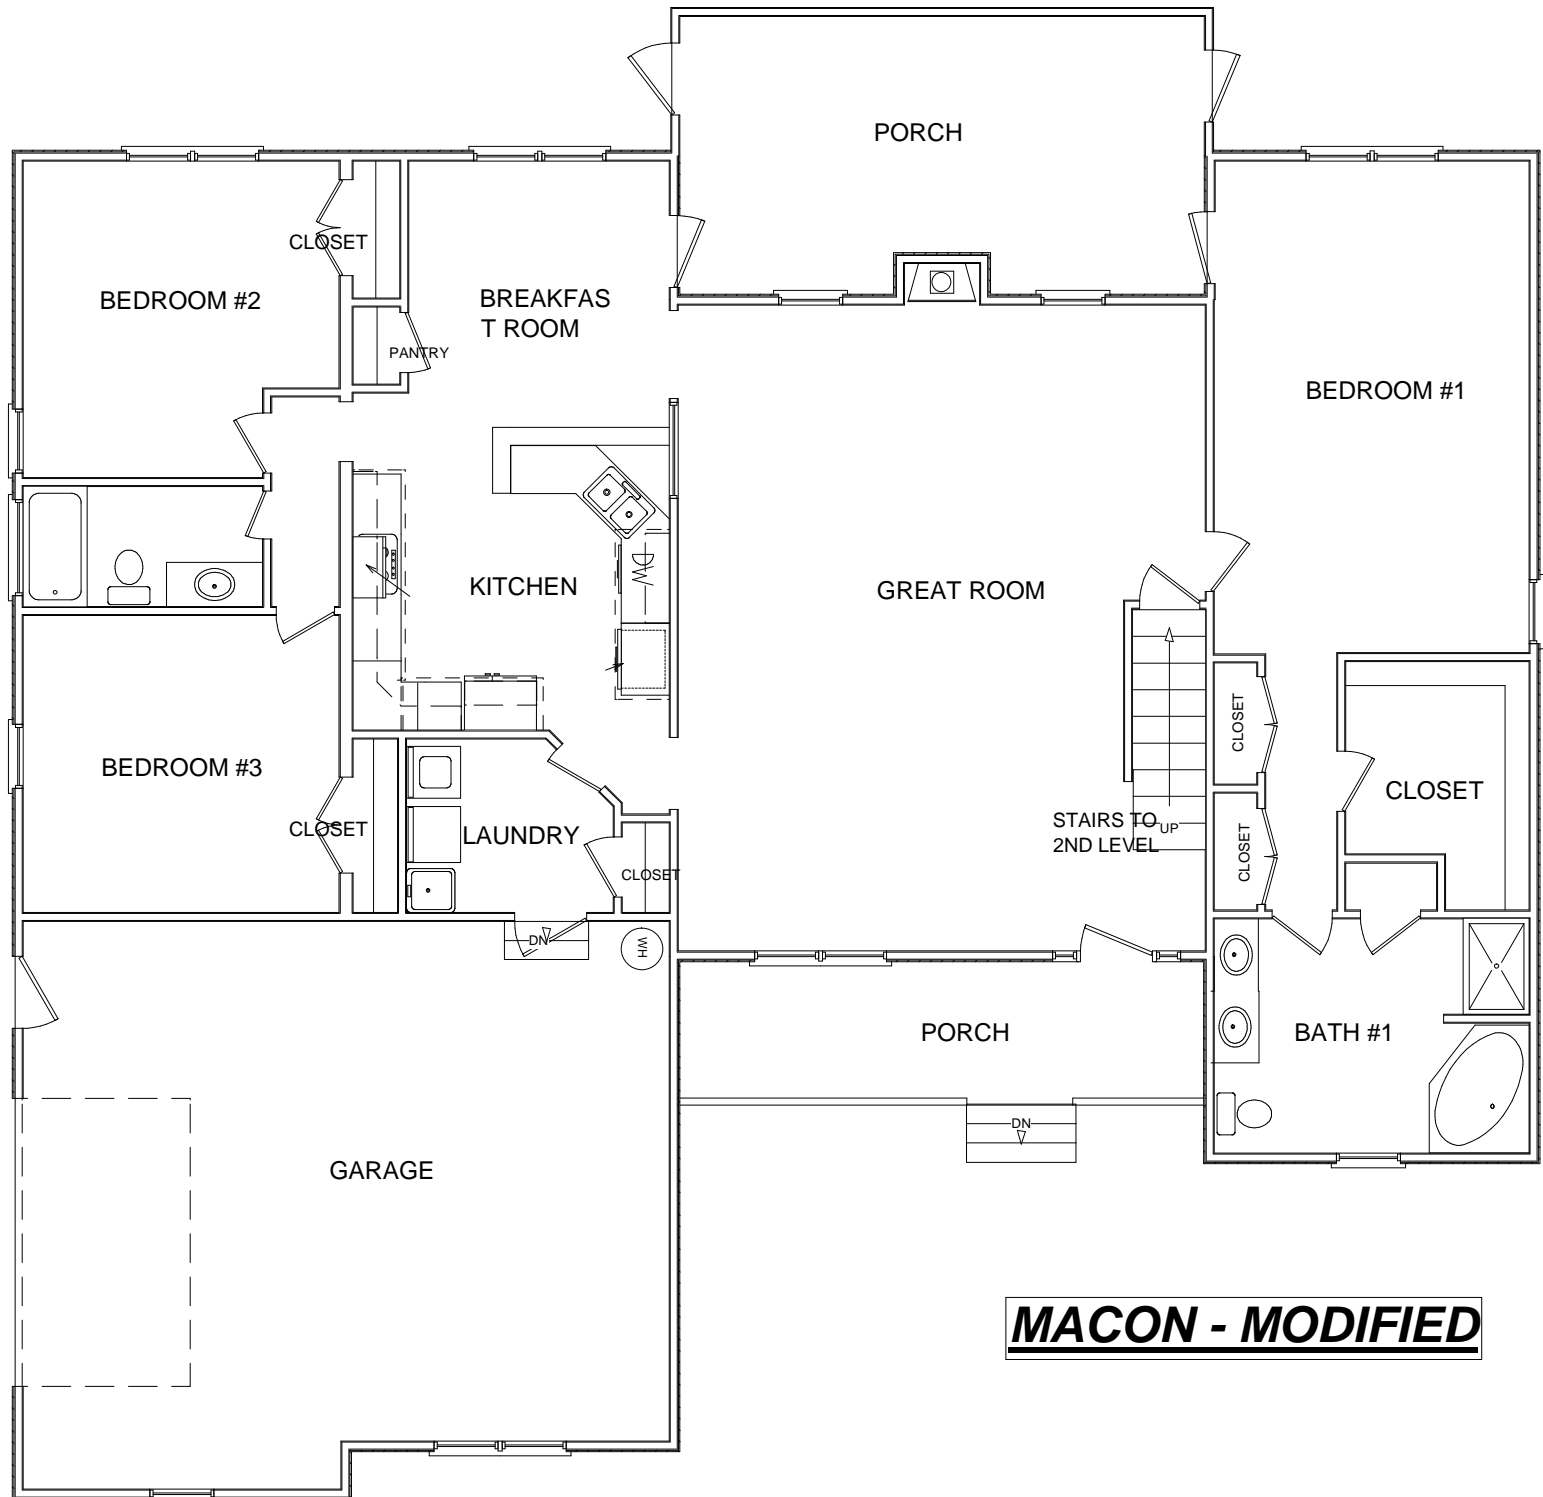 PORCH
CLOSET
BEDROOM #2
BREAKFAS
T ROOM
PANTRY
BEDROOM #1
KITCHEN
DW
GREAT ROOM
CLOSET
BEDROOM #3
CLOSET
CLOSET
LAUNDRY
STAIRS TO
2ND LEVEL
UP
CLOSET
CLOSET
DN
WH
PORCH
BATH #1
DN
GARAGE
MACON - MODIFIED